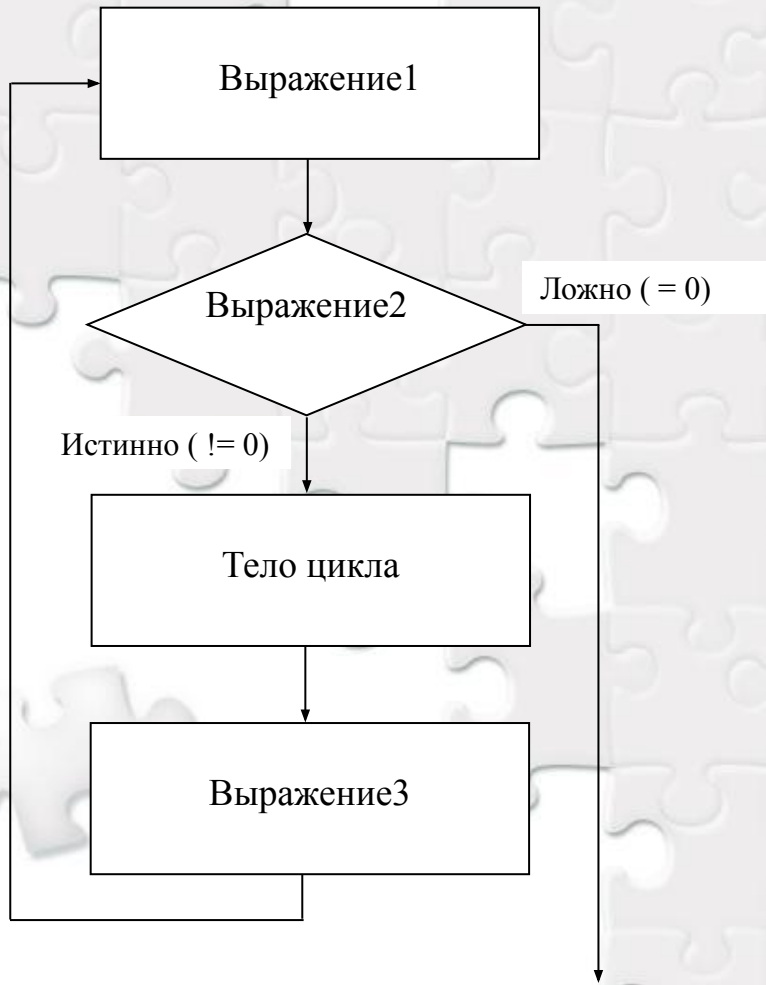 Выражение1
Выражение2
Ложно ( = 0)
Истинно ( != 0)
Тело цикла
Выражение3